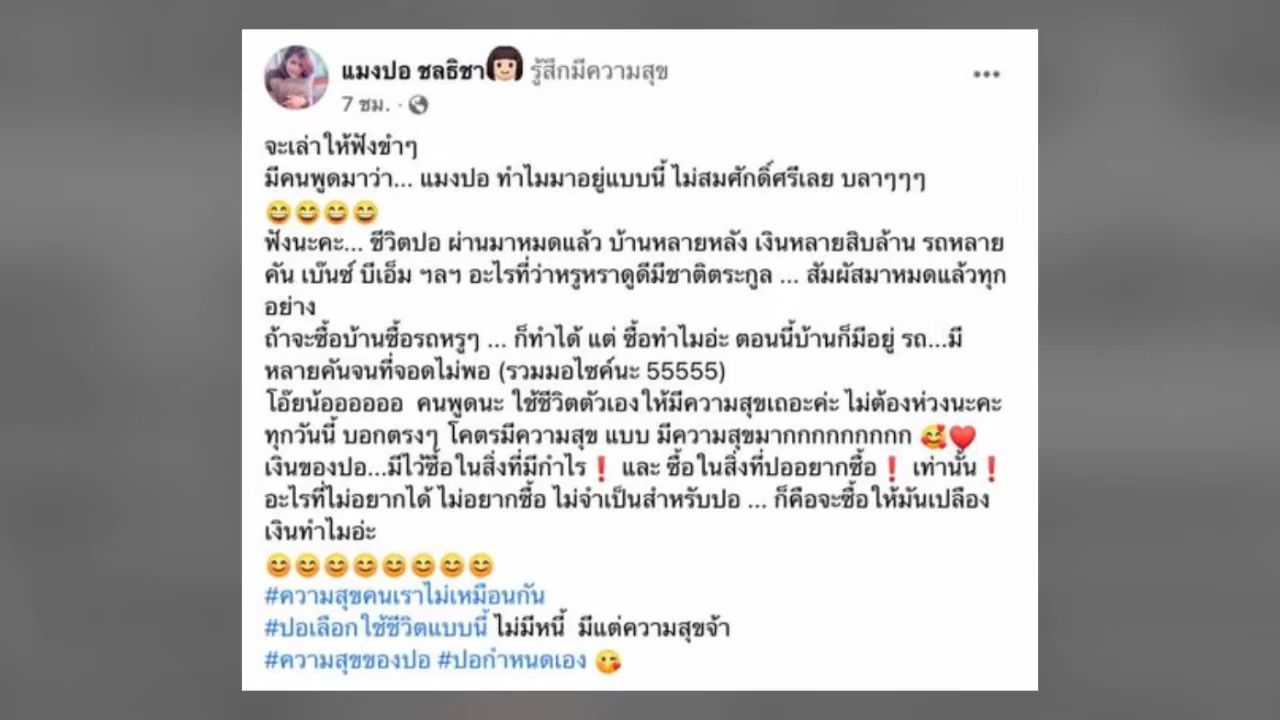 แมงปอ ชลธิชา👩🏻 รู้สึกมีความสุข
7 ชม. ·
จะเล่าให้ฟังขำๆ
มีคนพูดมาว่า... แมงปอ ทำไมมาอยู่แบบนี้ ไม่สมศักดิ์ศรีเลย บลาๆๆๆ
😄😄😄😄
ฟังนะคะ... ชีวิตปอ ผ่านมาหมดแล้ว บ้านหลายหลัง เงินหลายสิบล้าน รถหลาย
คัน เบ๊นซ์ บีเอ็ม ฯลฯ อะไรที่ว่าหรูหราดูดีมีชาติตระกูล ... สัมผัสมาหมดแล้วทุก
อย่าง
ถ้าจะซื้อบ้านซื้อรถหรูๆ ... ก็ทำได้ แต่ ซื้อทำไมอ่ะ ตอนนี้บ้านก็มีอยู่ รถ...มี
หลายคันจนที่จอดไม่พอ (รวมมอไซค์นะ 55555)
โอ๊ยน้อออออออ คนพูดนะ ใช้ชีวิตตัวเองให้มีความสุขเถอะค่ะ ไม่ต้องห่วงนะคะ
ทุกวันนี้ บอกตรงๆ โคตรมีความสุข แบบ มีความสุขมากกกกกกกกกก 🥰❤️
เงินของปอ...มีไว้ซื้อในสิ่งที่มีกำไร❗ และ ซื้อในสิ่งที่ปออยากซื้อ❗ เท่านั้น❗
อะไรที่ไม่อยากได้ ไม่อยากซื้อ ไม่จำเป็นสำหรับปอ ... ก็คือจะซื้อให้มันเปลือง
เงินทำไมอ่ะ
😊😊😊😊😊😊😊😊
#ความสุขคนเราไม่เหมือนกัน
#ปอเลือกใช้ชีวิตแบบนี้ ไม่มีหนี้ มีแต่ความสุขจ้า
#ความสุขของปอ #ปอกำหนดเอง 😋